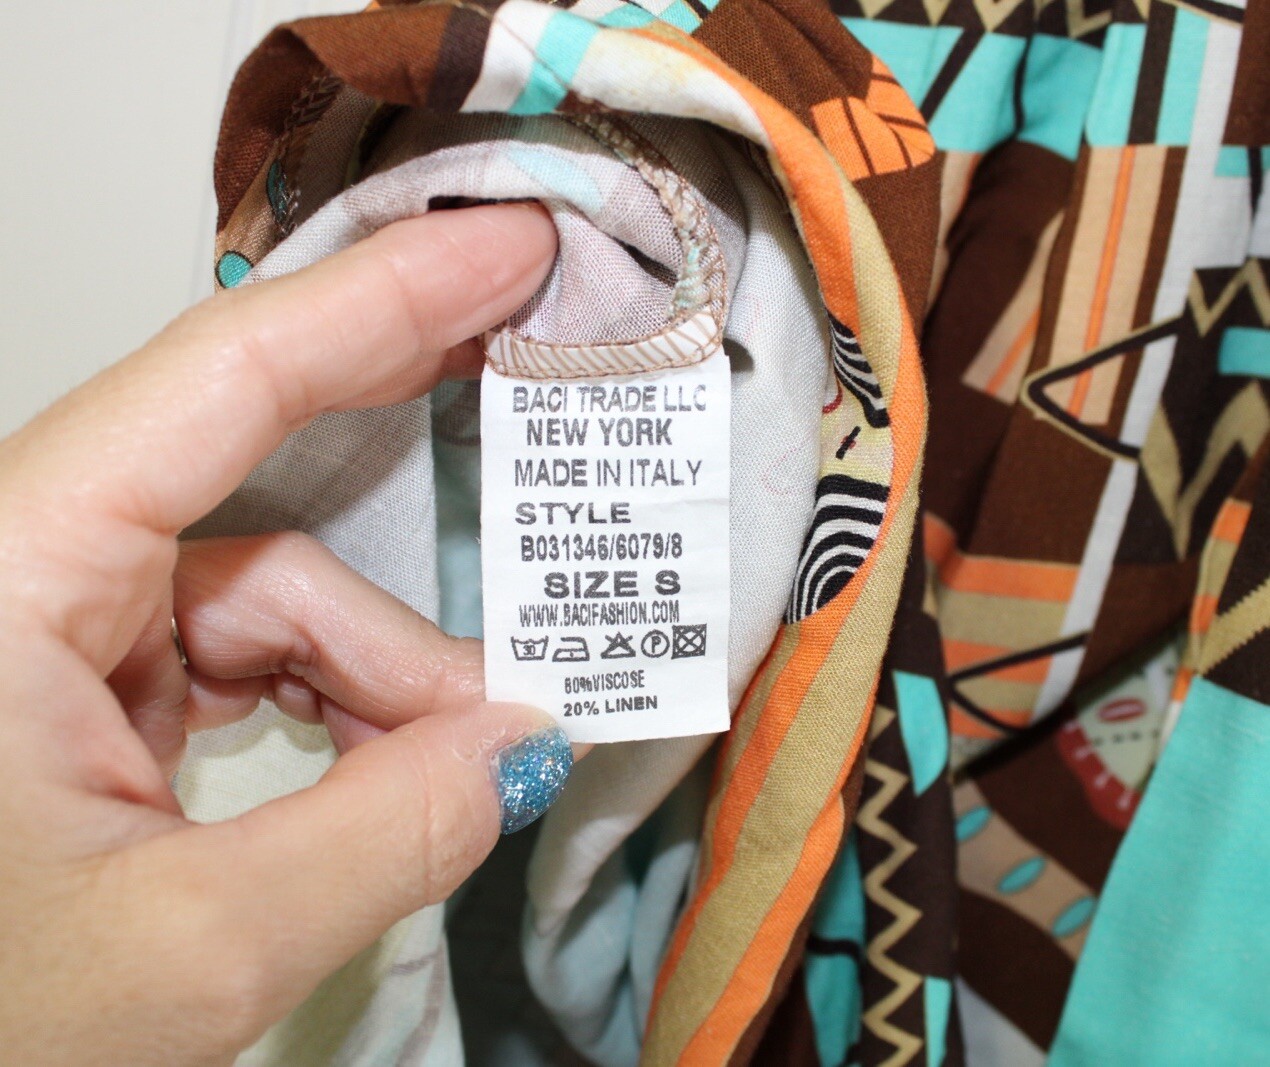 BACI TRADE LLC
NEW YORK
MADE IN ITALY
STYLE
B031346/6079/8
SIZE S
WWW.BACIFASHION.COM
30 P
80%VISCOSE
20% LINEN